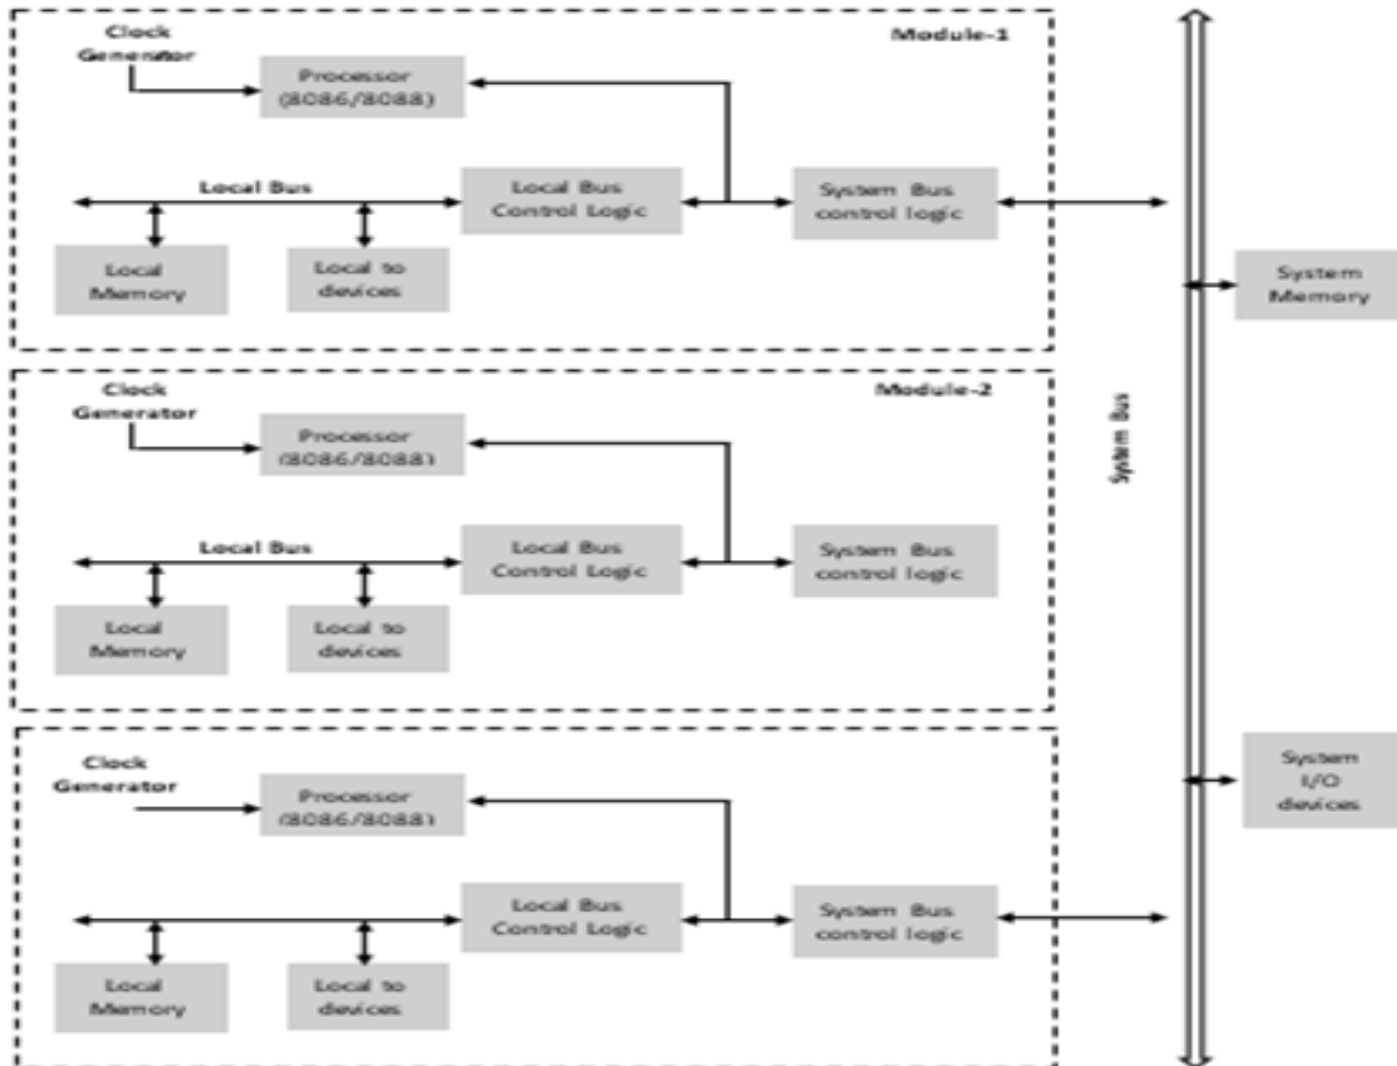 Clock
Generator
Module-1
Processor
(8086/8088)
Local Bus
Local Bus
Control Logic
System Bus
control logic
Local
Memory
Local to
devices
System
Memory
Clock
Generator
Module-2
Processor
(8086/8088)
System Bus
Local Bus
Local Bus
Control Logic
System Bus
control logic
Local
Memory
Local to
devices
Clock
Generator
Processor
(8086/8088)
System
I/O
devices
Local Bus
Control Logic
System Bus
control logic
Local
Memory
Local to
devices